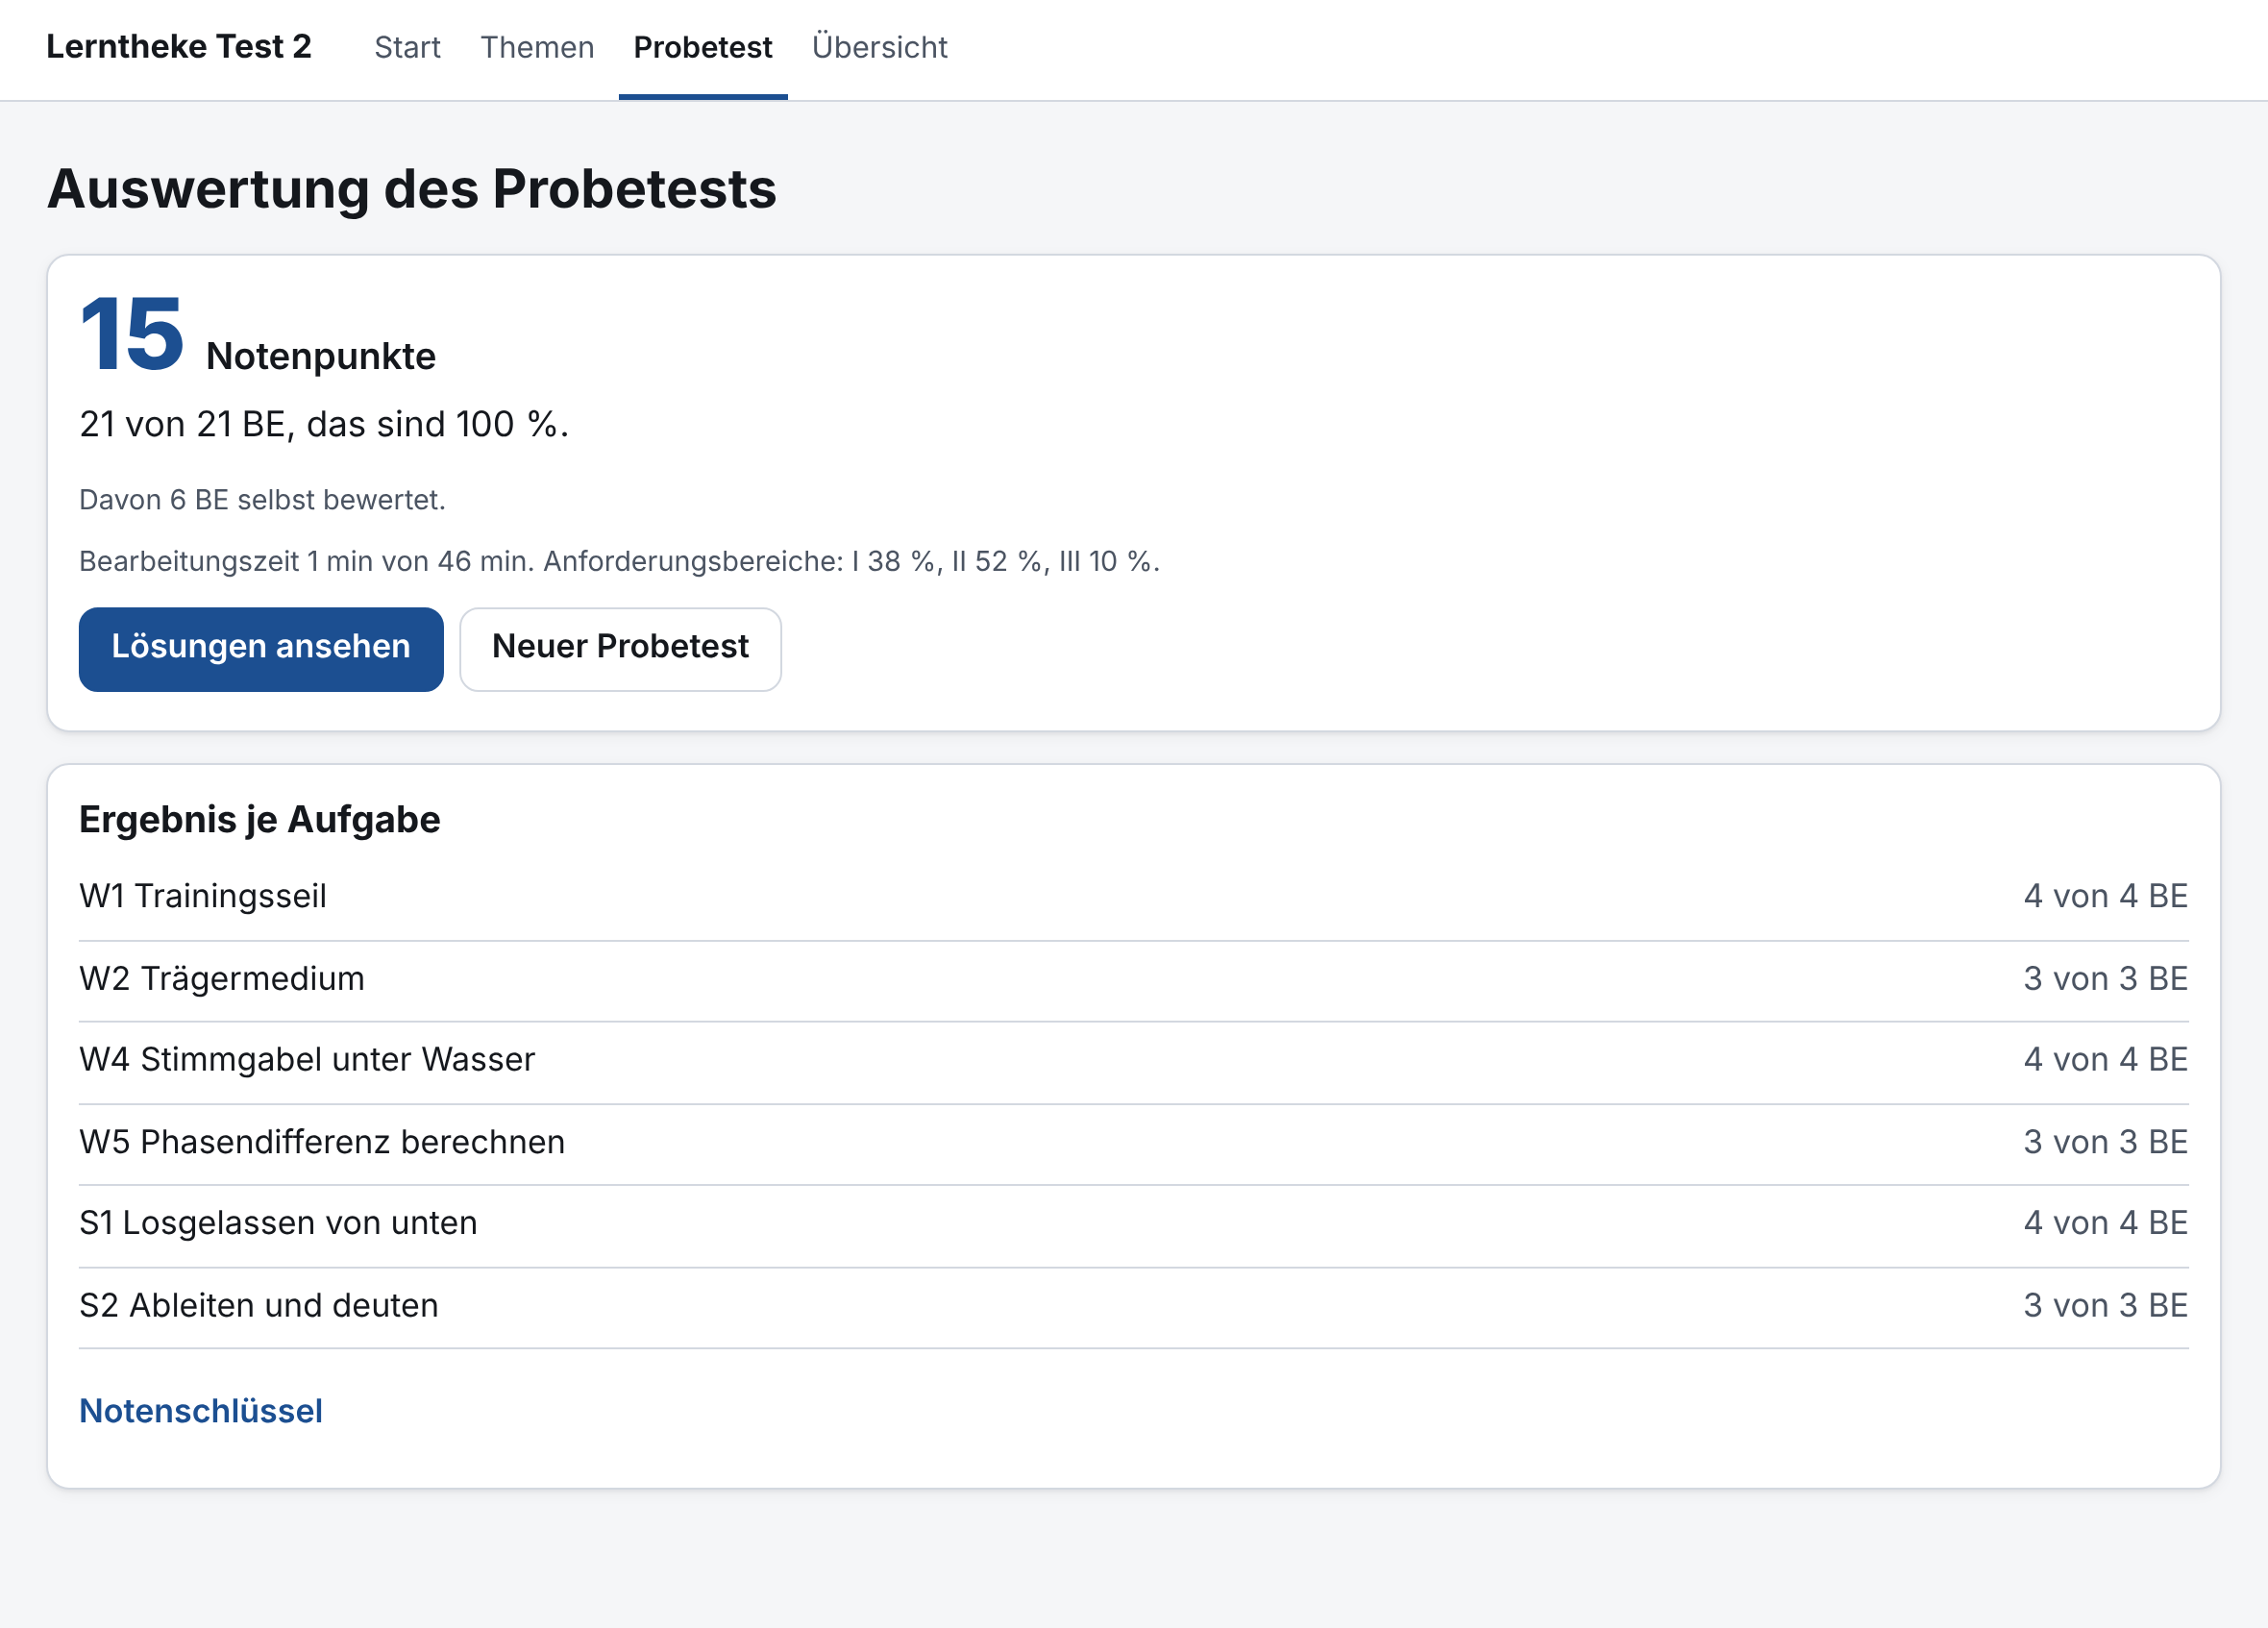 Lerntheke Test 2 Start Themen Probetest Übersicht
Auswertung des Probetests
15 Notenpunkte
21 von 21 BE, das sind 100 %.
Davon 6 BE selbst bewertet.
Bearbeitungszeit 1 min von 46 min. Anforderungsbereiche: I 38 %, II 52 %, III 10 %.
Lösungen ansehen Neuer Probetest
Ergebnis je Aufgabe
W1 Trainingsseil 4 von 4 BE
W2 Trägermedium 3 von 3 BE
W4 Stimmgabel unter Wasser 4 von 4 BE
W5 Phasendifferenz berechnen 3 von 3 BE
S1 Losgelassen von unten 4 von 4 BE
S2 Ableiten und deuten 3 von 3 BE
Notenschlüssel